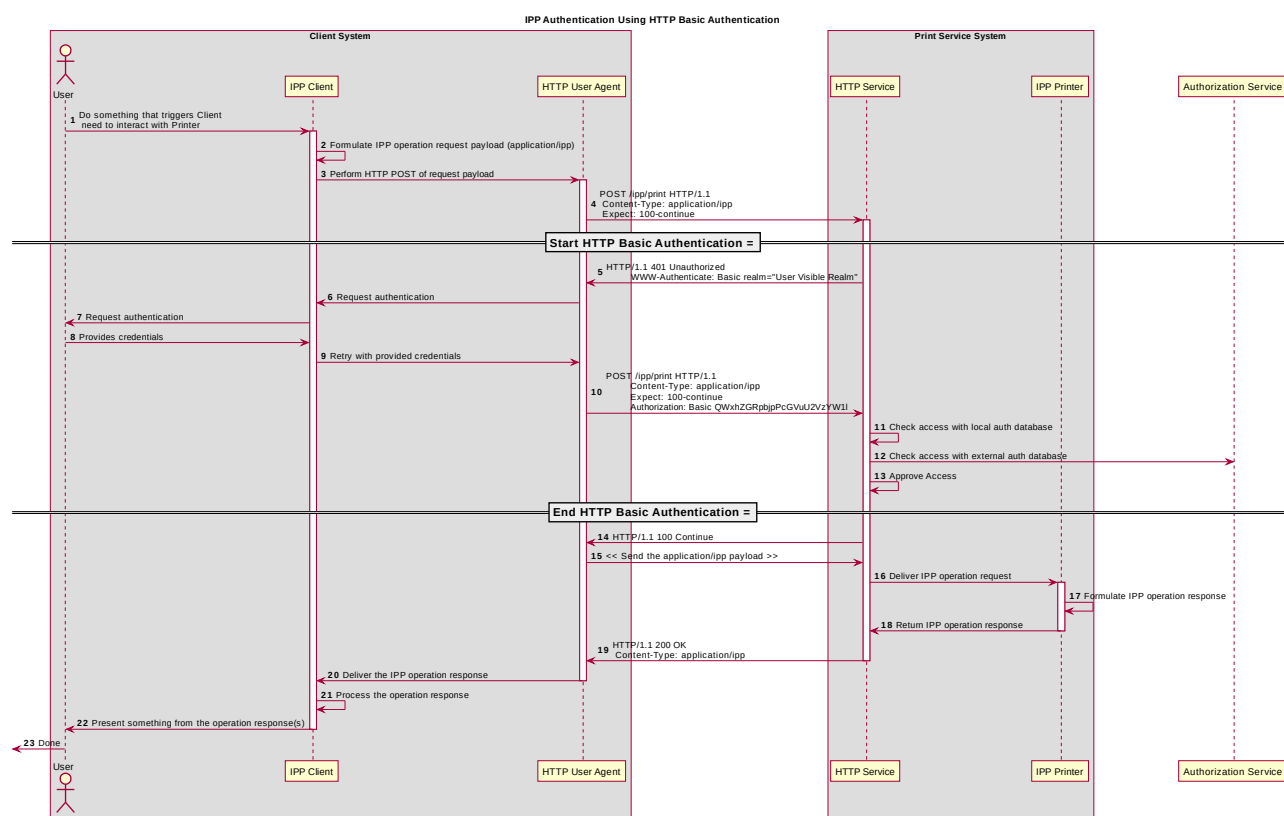 IPP Authentication Using HTTP Basic Authentication
Client System
Print Service System
User
IPP Client
HTTP User Agent
HTTP Service
IPP Printer
Authorization Service
1 Do something that triggers Client
need to interact with Printer
2 Formulate IPP operation request payload (application/ipp)
3 Perform HTTP POST of request payload
4 POST /ipp/print HTTP/1.1
Content-Type: application/ipp
Expect: 100-continue
Start HTTP Basic Authentication =
5 HTTP/1.1 401 Unauthorized
WWW-Authenticate: Basic realm="User Visible Realm"
6 Request authentication
7 Request authentication
8 Provides credentials
9 Retry with provided credentials
10 POST /ipp/print HTTP/1.1
Content-Type: application/ipp
Expect: 100-continue
Authorization: Basic QWxhZGRpbjpPcGVuU2VzYW1l
11 Check access with local auth database
12 Check access with external auth database
13 Approve Access
End HTTP Basic Authentication =
14 HTTP/1.1 100 Continue
15 << Send the application/ipp payload >>
16 Deliver IPP operation request
17 Formulate IPP operation response
18 Return IPP operation response
19 HTTP/1.1 200 OK
Content-Type: application/ipp
20 Deliver the IPP operation response
21 Process the operation response
22 Present something from the operation response(s)
23 Done
User
IPP Client
HTTP User Agent
HTTP Service
IPP Printer
Authorization Service